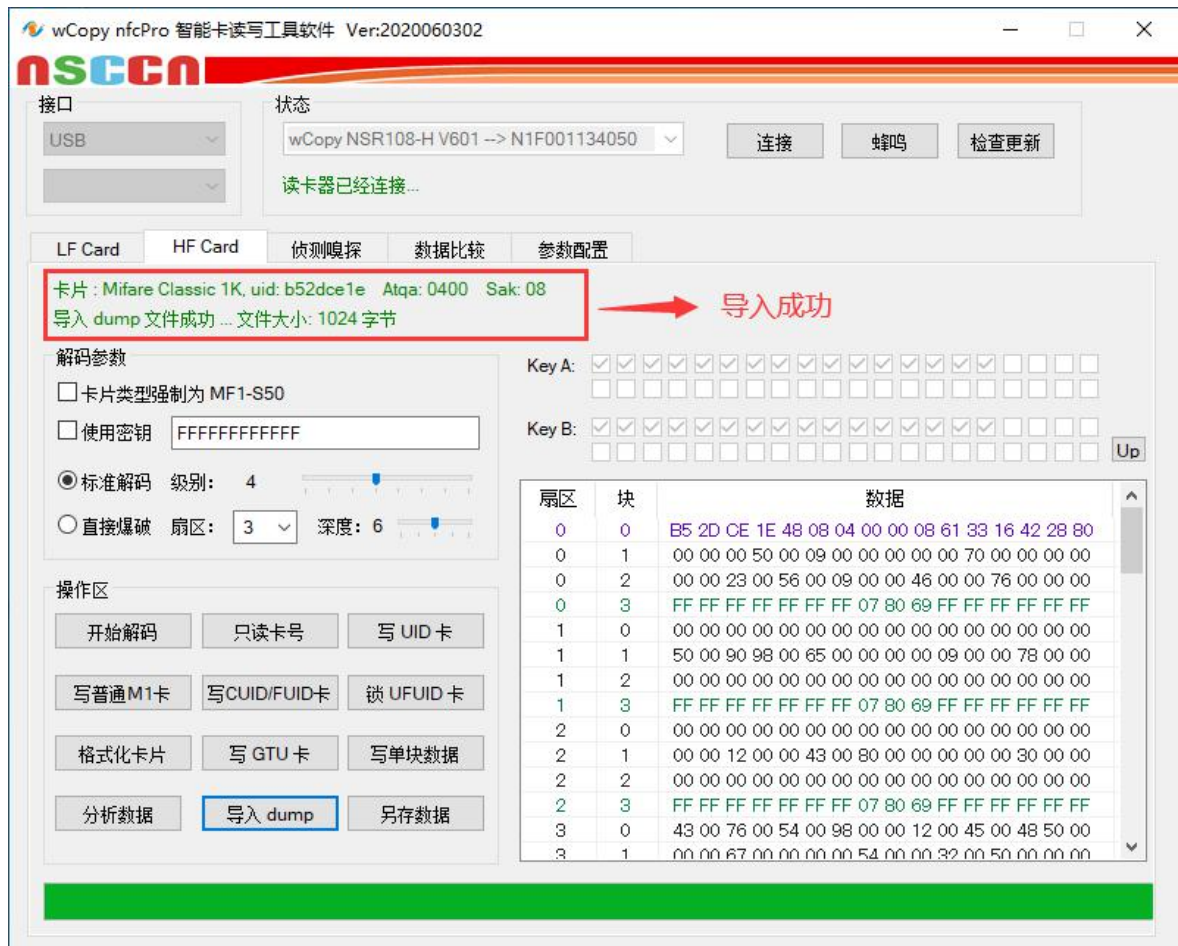 wCopy nfcPro 智能卡读写工具软件 Ver:2020060302
nsccn
接口
状态
USB
wCopy NSR108-H V601 --> N1F001134050
连接
蜂鸣
检查更新
读卡器已经连接...
LF Card
HF Card
侦测嗅探
数据比较
参数配置
卡片 : Mifare Classic 1K, uid: b52dce1e Atqa: 0400 Sak: 08
导入 dump 文件成功 ... 文件大小: 1024 字节
导入成功
解码参数
卡片类型强制为 MF1-S50
使用密钥 FFFFFFFFFFFF
标准解码 级别: 4
直接爆破 扇区: 3 深度: 6
Key A:
Key B:
Up
操作区
开始解码
只读卡号
写 UID 卡
写普通M1卡
写CUID/FUID卡
锁 UFUID 卡
格式化卡片
写 GTU 卡
写单块数据
分析数据
导入 dump
另存数据
扇区 块 数据
0 0 B5 2D CE 1E 48 08 04 00 00 08 61 33 16 42 28 80
0 1 00 00 00 50 00 09 00 00 00 00 00 70 00 00 00 00
0 2 00 00 23 00 56 00 09 00 00 46 00 00 76 00 00 00
0 3 FF FF FF FF FF FF FF 07 80 69 FF FF FF FF FF FF
1 0 00 00 00 00 00 00 00 00 00 00 00 00 00 00 00 00
1 1 50 00 90 98 00 65 00 00 00 00 09 00 00 78 00 00
1 2 00 00 00 00 00 00 00 00 00 00 00 00 00 00 00 00
1 3 FF FF FF FF FF FF FF 07 80 69 FF FF FF FF FF FF
2 0 00 00 00 00 00 00 00 00 00 00 00 00 00 00 00 00
2 1 00 00 12 00 00 43 00 80 00 00 00 00 00 30 00 00
2 2 00 00 00 00 00 00 00 00 00 00 00 00 00 00 00 00
2 3 FF FF FF FF FF FF FF 07 80 69 FF FF FF FF FF FF
3 0 43 00 76 00 54 00 98 00 00 12 00 45 00 48 50 00
3 1 00 00 67 00 00 00 00 54 00 00 32 00 50 00 00 00